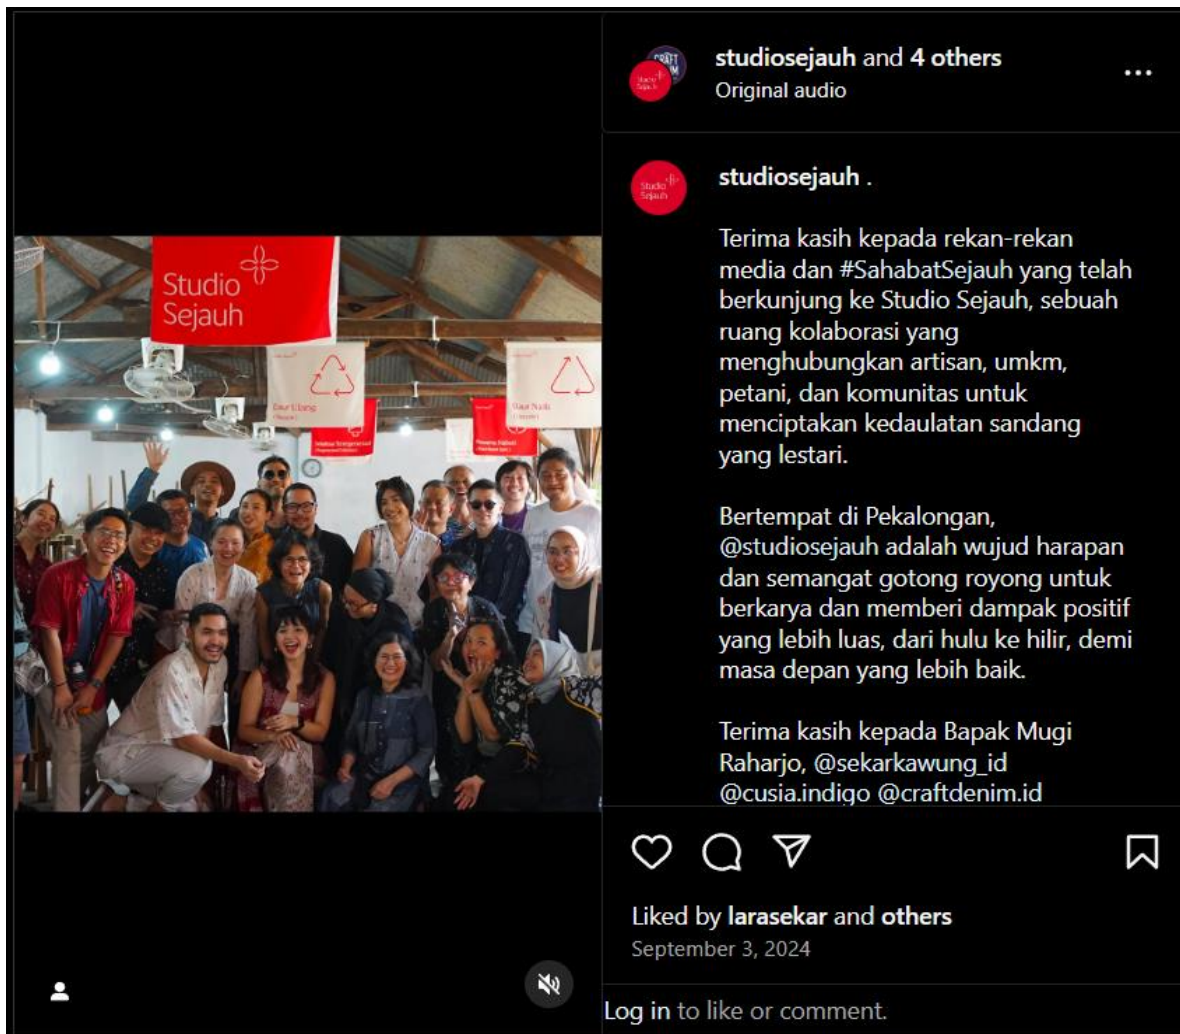 Studio
Sejauh
Daur Ulang
(Recycle)
Daur Naik
(Upcycle)
studiosejauh and 4 others
Original audio
studiosejauh .
Terima kasih kepada rekan-rekan
media dan #SahabatSejauh yang telah
berkunjung ke Studio Sejauh, sebuah
ruang kolaborasi yang
menghubungkan artisan, umkm,
petani, dan komunitas untuk
menciptakan kedaulatan sandang
yang lestari.
Bertempat di Pekalongan,
@studiosejauh adalah wujud harapan
dan semangat gotong royong untuk
berkarya dan memberi dampak positif
yang lebih luas, dari hulu ke hilir, demi
masa depan yang lebih baik.
Terima kasih kepada Bapak Mugi
Raharjo, @sekarkawung_id
@cusia.indigo @craftdenim.id
Liked by larasekar and others
September 3, 2024
Log in to like or comment.